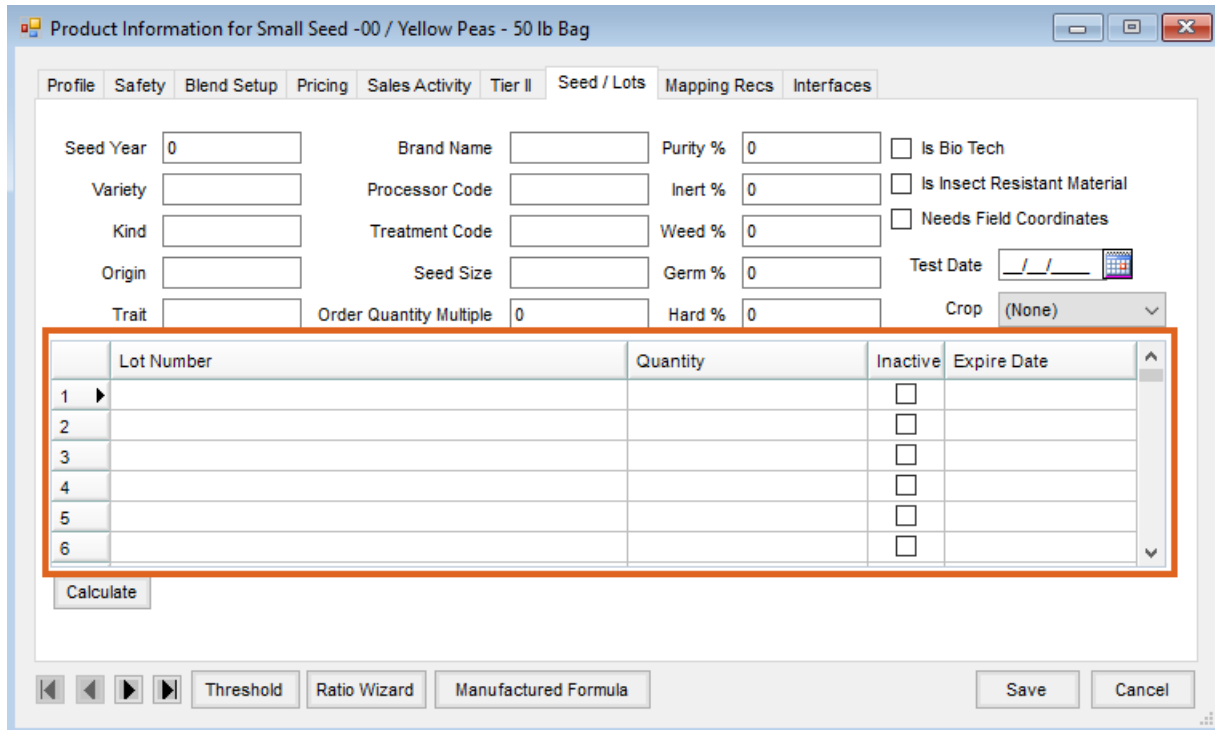 Product Information for Small Seed -00 / Yellow Peas - 50 lb Bag
Profile Safety Blend Setup Pricing Sales Activity Tier II Seed / Lots Mapping Recs Interfaces
Seed Year 0 Brand Name Purity % 0 Is Bio Tech
Variety Processor Code Inert % 0 Is Insect Resistant Material
Kind Treatment Code Weed % 0 Needs Field Coordinates
Origin Seed Size Germ % 0 Test Date __/__/____
Trait Order Quantity Multiple 0 Hard % 0 Crop (None)
Lot Number Quantity Inactive Expire Date
1
2
3
4
5
6
Calculate
Threshold Ratio Wizard Manufactured Formula Save Cancel